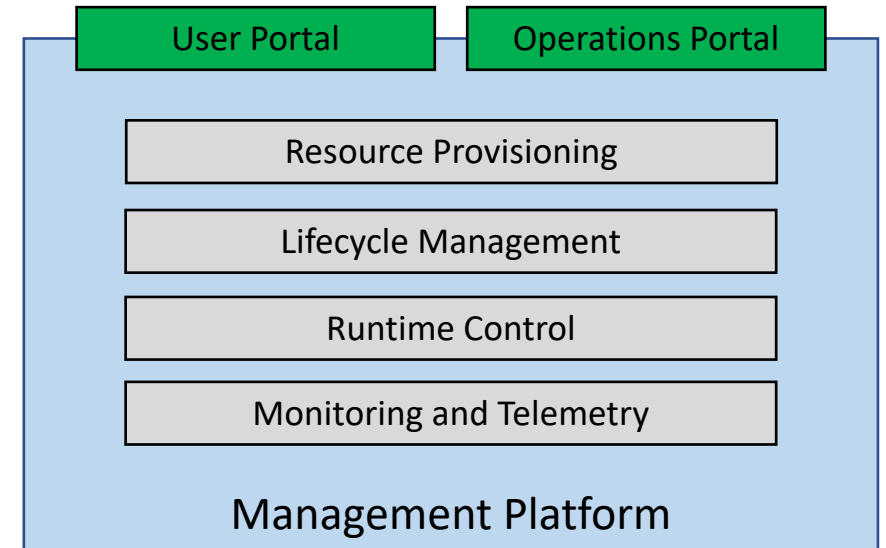 User Portal
Operations Portal
Resource Provisioning
Lifecycle Management
Runtime Control
Monitoring and Telemetry
Management Platform